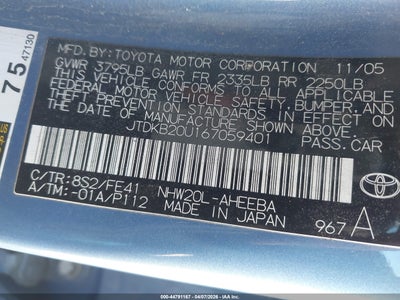 MFD.BY:TOYOTA MOTOR CORPORATION 11/05
GVWR 3795LB GAWR FR 2335LB RR 2250LB
THIS VEHICLE CONFORMS TO ALL APPLICABLE
FEDERAL MOTOR VEHICLE SAFETY, BUMPER, AND
THEFT PREVENTION STANDARDS IN EFFECT ON THE
DATE OF MANUFACTURE SHOWN ABOVE.
JTDKB20U167059401 PASS.CAR
C/TR:8S2/FE41 NHW20L-AHEEBA
A/TM:-01A/P112 MADE IN JAPAN 967 A
TOYOTA
75
47130
000-44791167 - 04/07/2026 - 000000